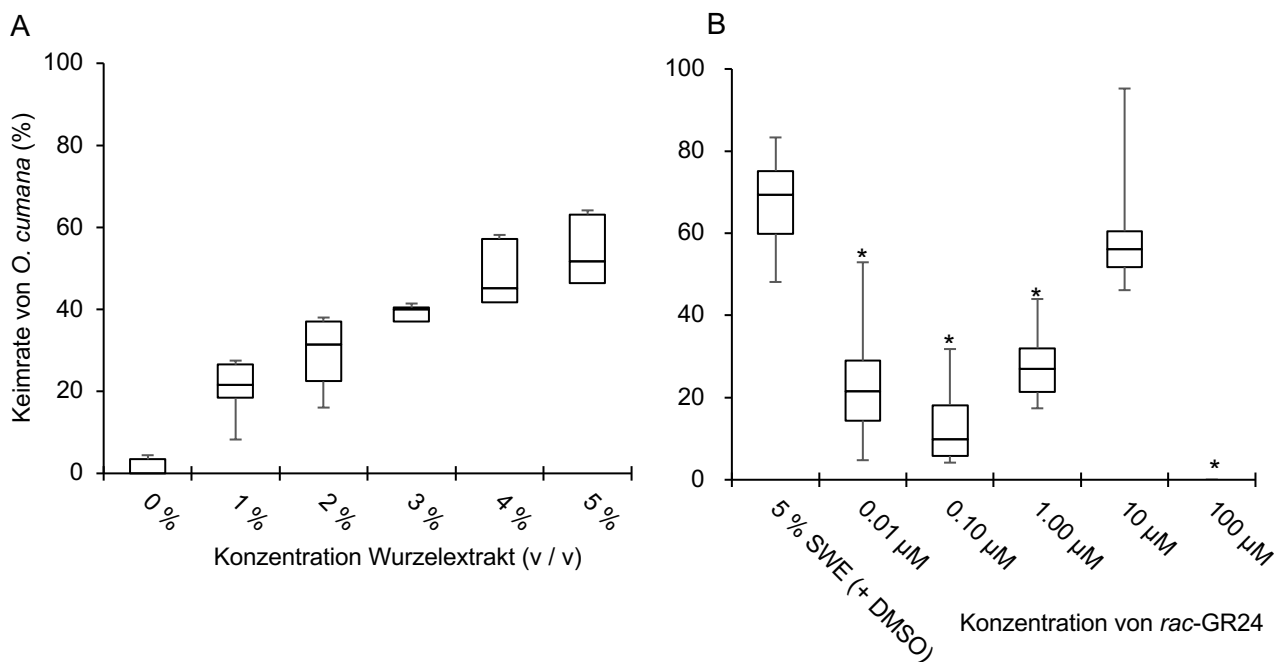 A
Keimrate von O. cumana (%)
100
80
60
40
20
0
0 %
1 %
2 %
3 %
4 %
5 %
Konzentration Wurzelextrakt (v / v)
B
100
80
60
40
20
0
*
*
*
*
5 % SWE (+ DMSO)
0.01 µM
0.10 µM
1.00 µM
10 µM
100 µM
Konzentration von rac-GR24